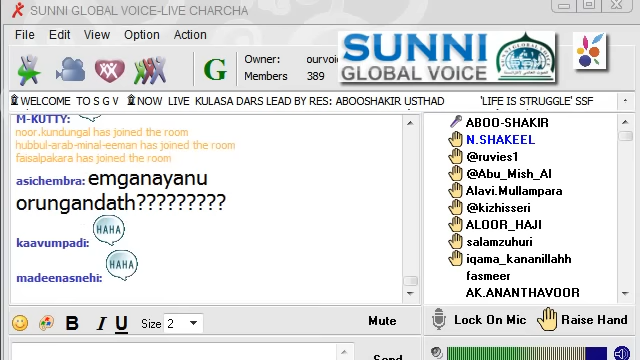 SUNNI GLOBAL VOICE-LIVE CHARCHA
File Edit View Option Action
G
Owner: ourvoi
Members 389
SUNNI
GLOBAL VOICE
WELCOME TO S G V NOW LIVE KULASA DARS LEAD BY RES: ABOOSHAKIR USTHAD 'LIFE IS STRUGGLE' SSF
M-KUTTY:
noor.kundungal has joined the room
hubbul-arab-minal-eeman has joined the room
faisalpakara has joined the room
asichembra: emganayanu
orungandath?????????
kaavumpadi: HAHA
madeenasnehi: HAHA
ABOO-SHAKIR
N.SHAKEEL
@ruvies1
@Abu_Mish_Al
Alavi.Mullampara
@kizhisseri
ALOOR_HAJI
salamzuhuri
iqama_kananillahh
fasmeer
AK.ANANTHAVOOR
B I U Size 2 Mute
Lock On Mic Raise Hand
Send